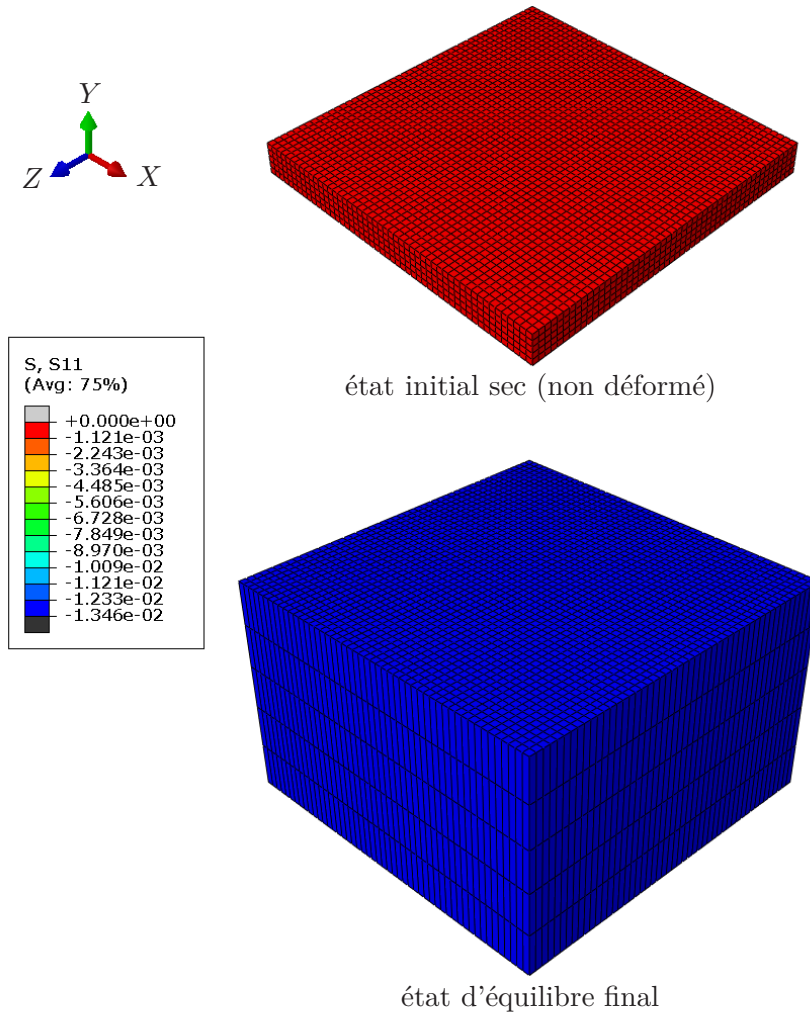 Y
Z
X
état initial sec (non déformé)
S, S11
(Avg: 75%)
+0.000e+00
-1.121e-03
-2.243e-03
-3.364e-03
-4.485e-03
-5.606e-03
-6.728e-03
-7.849e-03
-8.970e-03
-1.009e-02
-1.121e-02
-1.233e-02
-1.346e-02
état d'équilibre final